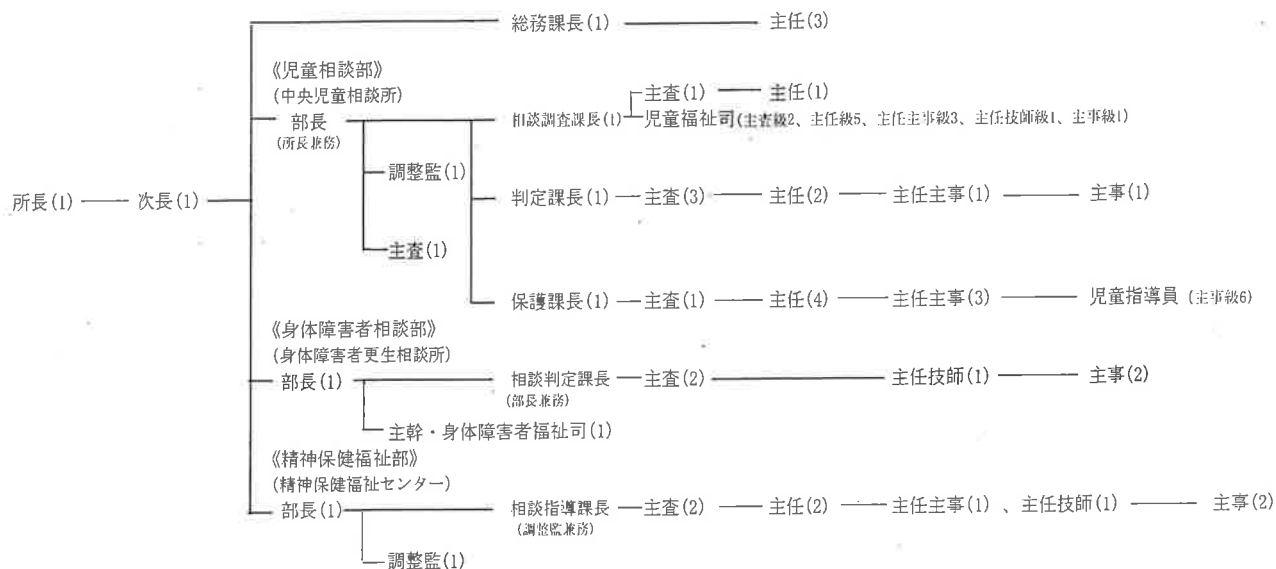 総務課長(1) 主任(3)
《児童相談部》
(中央児童相談所)
主査(1) 主任(1)
部長 相談調査課長(1) 児童福祉司(主査級2、主任級5、主任主事級3、主任技師級1、主事級1)
(所長兼務)
調整監(1)
所長(1) 次長(1) 判定課長(1) 主査(3) 主任(2) 主任主事(1) 主事(1)
主査(1)
保護課長(1) 主査(1) 主任(4) 主任主事(3) 児童指導員(主事級6)
《身体障害者相談部》
(身体障害者更生相談所)
部長(1) 相談判定課長 主査(2) 主任技師(1) 主事(2)
(部長兼務)
主幹・身体障害者福祉司(1)
《精神保健福祉部》
(精神保健福祉センター)
部長(1) 相談指導課長 主査(2) 主任(2) 主任主事(1) 、主任技師(1) 主事(2)
(調整監兼務)
調整監(1)